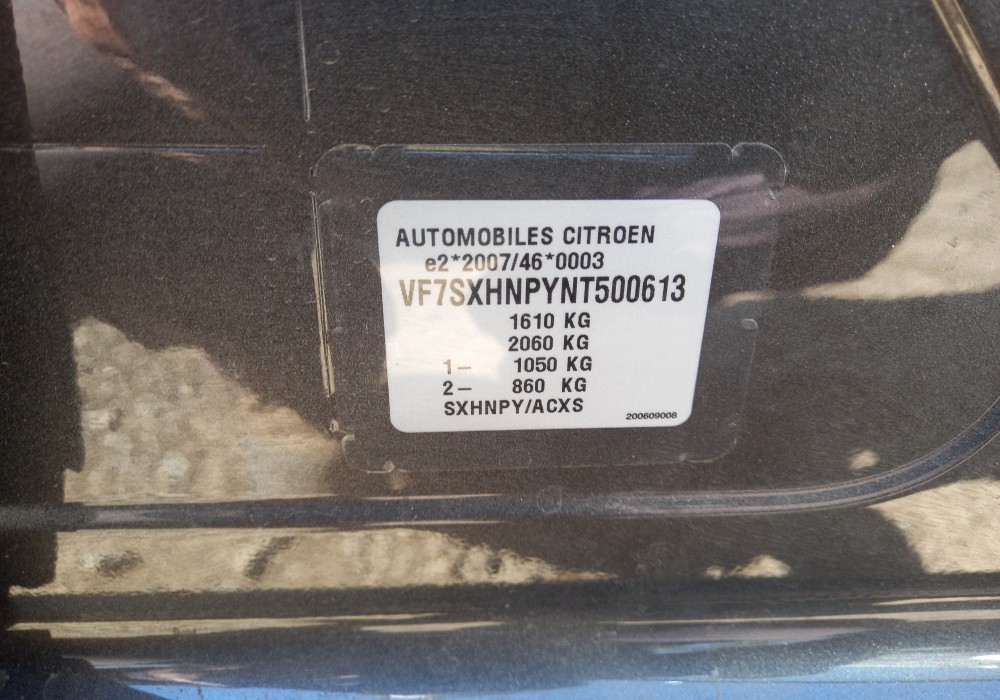 AUTOMOBILES CITROEN
e2*2007/46*0003
VF7SXHNPYNT500613
1610 KG
2060 KG
1– 1050 KG
2– 860 KG
SXHNPY/ACXS
200609008